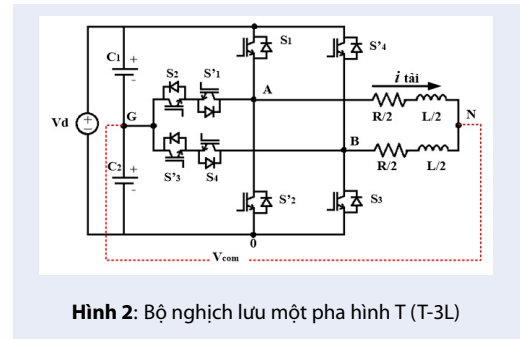 S1
S'4
C1
+
-
S2
S'1
i tải
A
Vd
+
-
G
R/2
L/2
N
B
C2
+
-
S'3
S4
R/2
L/2
S'2
S3
0
Vcom
Hình 2: Bộ nghịch lưu một pha hình T (T-3L)